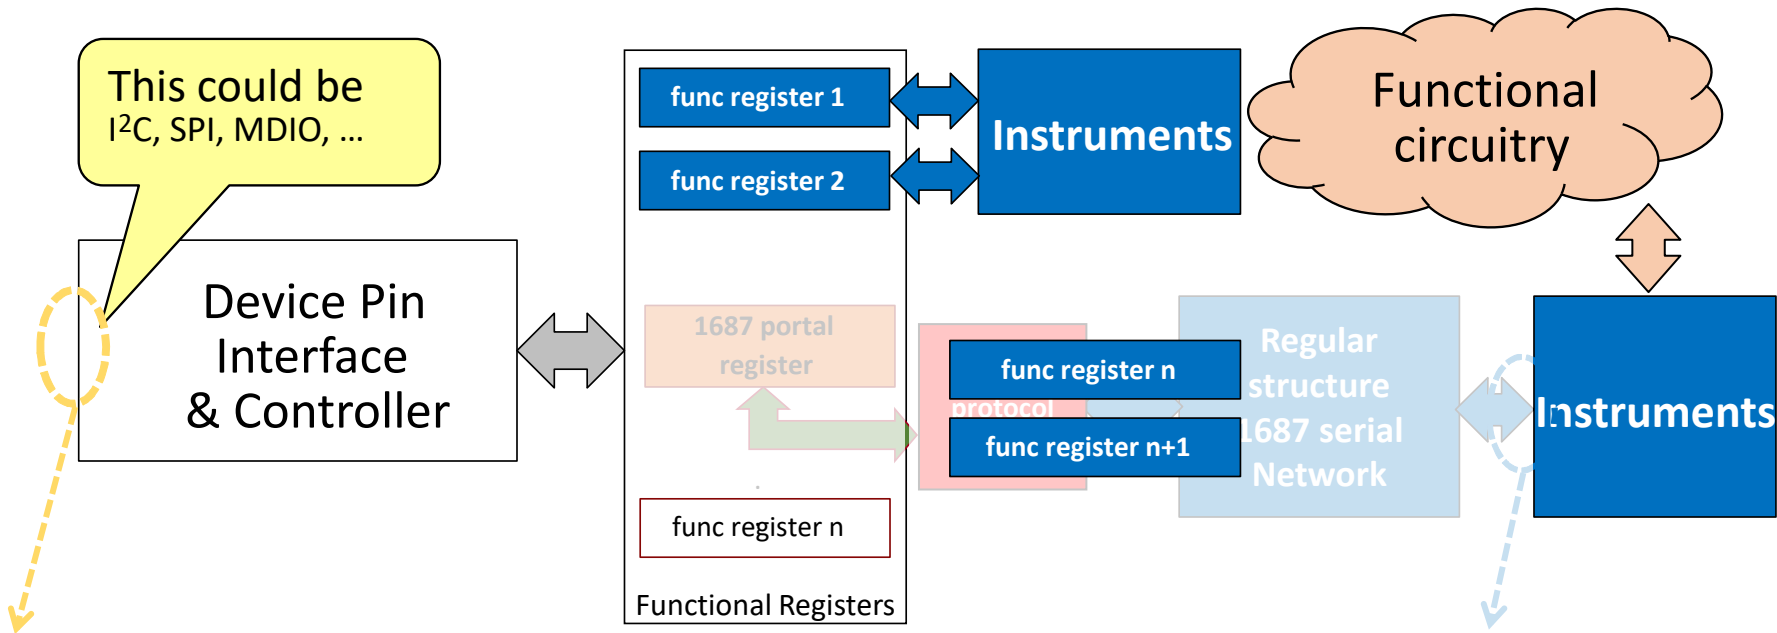 This could be
I²C, SPI, MDIO, ...
func register 1
func register 2
Instruments
Functional
circuitry
Device Pin
Interface
& Controller
1687 portal
register
protocol
func register n
func register n+1
Regular
structure
1687 serial
Network
Instruments
.
func register n
Functional Registers